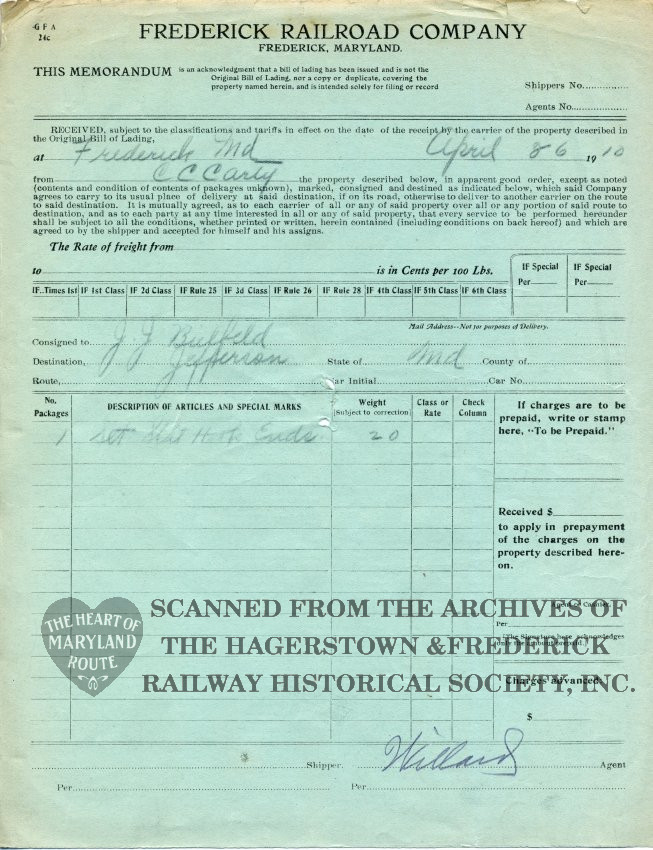 G F A
24c
FREDERICK RAILROAD COMPANY
FREDERICK, MARYLAND.
THIS MEMORANDUM is an acknowledgment that a bill of lading has been issued and is not the
Original Bill of Lading, nor a copy or duplicate, covering the
property named herein, and is intended solely for filing or record
Shippers No.
Agents No.
RECEIVED, subject to the classifications and tariffs in effect on the date of the receipt by the carrier of the property described in
the Original Bill of Lading,
at Frederick Md April 1910
from C C Carty the property described below, in apparent good order, except as noted
(contents and condition of contents of packages unknown), marked, consigned and destined as indicated below, which said Company
agrees to carry to its usual place of delivery at said destination, if on its road, otherwise to deliver to another carrier on the route
to said destination. It is mutually agreed, as to each carrier of all or any of said property over all or any portion of said route to
destination, and as to each party at any time interested in all or any of said property, that every service to be performed hereunder
shall be subject to all the conditions, whether printed or written, herein contained (including conditions on back hereof) and which are
agreed to by the shipper and accepted for himself and his assigns.
The Rate of freight from
to is in Cents per 100 Lbs.
IF Special Per
IF Special Per
IF..Times 1st IF 1st Class IF 2d Class IF Rule 25 IF 3d Class IF Rule 26 IF Rule 28 IF 4th Class IF 5th Class IF 6th Class
Mail Address--Not for purposes of Delivery.
Consigned to J. J.
Destination, Jefferson State of Md County of
Route, ar Initial Car No.
No. Packages DESCRIPTION OF ARTICLES AND SPECIAL MARKS Weight (Subject to correction) Class or Rate Check Column
1 set Ends 20
If charges are to be
prepaid, write or stamp
here, "To be Prepaid."
Received $
to apply in prepayment
of the charges on the
property described here-
on.
Agent or Cashier.
Per
(The Signature here acknowledges
only the amount prepaid.)
Charges advanced
$
THE HEART OF
MARYLAND
ROUTE
SCANNED FROM THE ARCHIVES OF
THE HAGERSTOWN &FREDERICK
RAILWAY HISTORICAL SOCIETY, INC.
Shipper. Willard Agent
Per Per